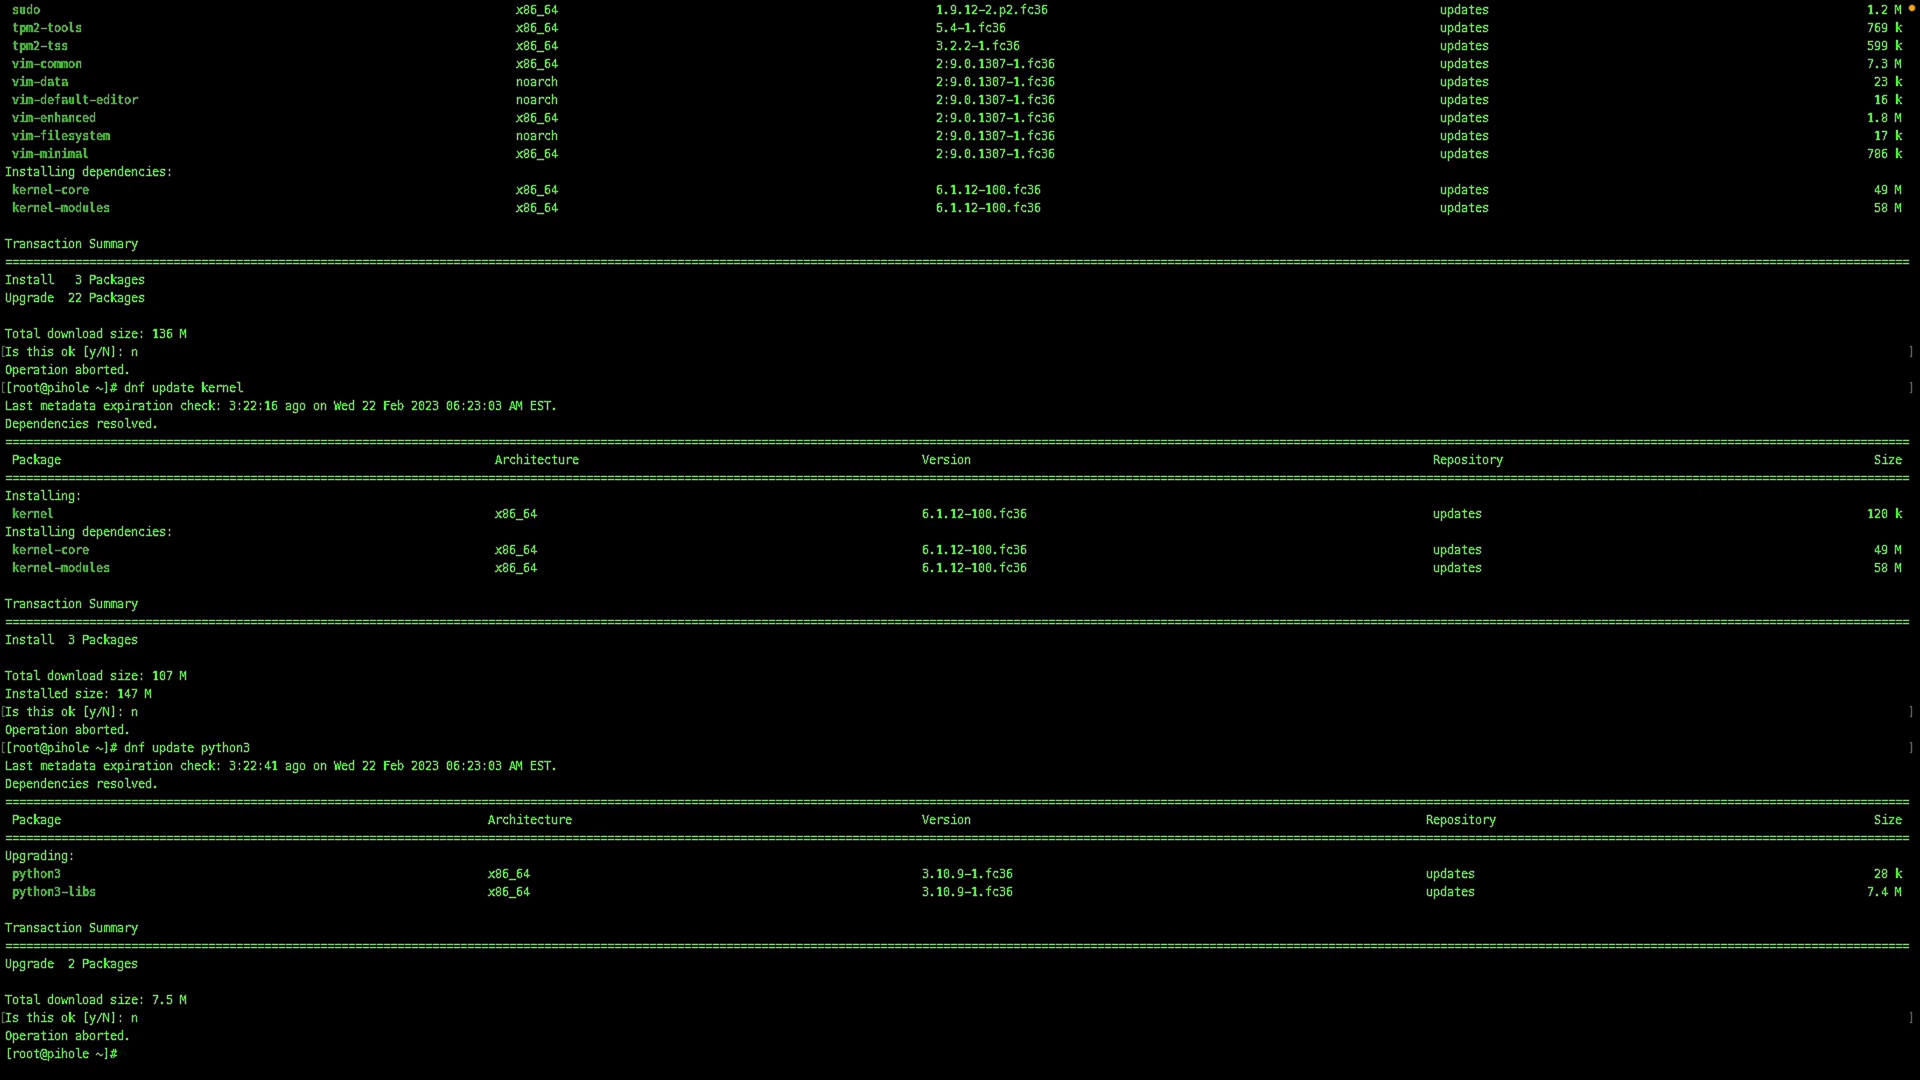 sudo x86_64 1.9.12-2.p2.fc36 updates 1.2 M
tpm2-tools x86_64 5.4-1.fc36 updates 769 k
tpm2-tss x86_64 3.2.2-1.fc36 updates 599 k
vim-common x86_64 2:9.0.1307-1.fc36 updates 7.3 M
vim-data noarch 2:9.0.1307-1.fc36 updates 23 k
vim-default-editor noarch 2:9.0.1307-1.fc36 updates 16 k
vim-enhanced x86_64 2:9.0.1307-1.fc36 updates 1.8 M
vim-filesystem noarch 2:9.0.1307-1.fc36 updates 17 k
vim-minimal x86_64 2:9.0.1307-1.fc36 updates 786 k
Installing dependencies:
kernel-core x86_64 6.1.12-100.fc36 updates 49 M
kernel-modules x86_64 6.1.12-100.fc36 updates 58 M
Transaction Summary
================================================================================
Install 3 Packages
Upgrade 22 Packages
Total download size: 136 M
[Is this ok [y/N]: n ]
Operation aborted.
[[root@pihole ~]# dnf update kernel ]
Last metadata expiration check: 3:22:16 ago on Wed 22 Feb 2023 06:23:03 AM EST.
Dependencies resolved.
================================================================================
Package Architecture Version Repository Size
================================================================================
Installing:
kernel x86_64 6.1.12-100.fc36 updates 120 k
Installing dependencies:
kernel-core x86_64 6.1.12-100.fc36 updates 49 M
kernel-modules x86_64 6.1.12-100.fc36 updates 58 M
Transaction Summary
================================================================================
Install 3 Packages
Total download size: 107 M
Installed size: 147 M
[Is this ok [y/N]: n ]
Operation aborted.
[[root@pihole ~]# dnf update python3 ]
Last metadata expiration check: 3:22:41 ago on Wed 22 Feb 2023 06:23:03 AM EST.
Dependencies resolved.
================================================================================
Package Architecture Version Repository Size
================================================================================
Upgrading:
python3 x86_64 3.10.9-1.fc36 updates 28 k
python3-libs x86_64 3.10.9-1.fc36 updates 7.4 M
Transaction Summary
================================================================================
Upgrade 2 Packages
Total download size: 7.5 M
[Is this ok [y/N]: n ]
Operation aborted.
[root@pihole ~]#